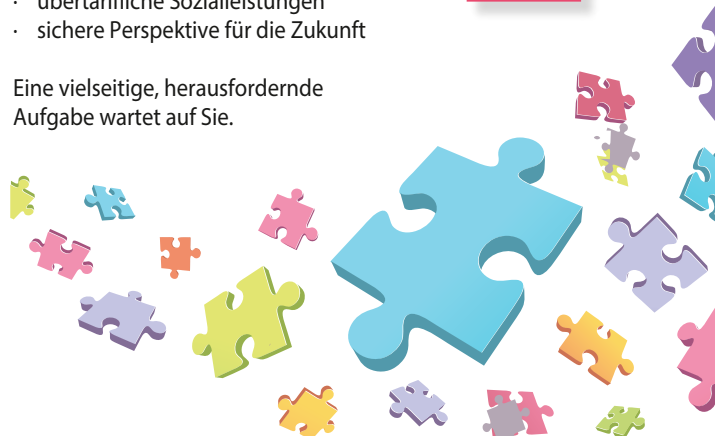 · übertarifliche Sozialleistungen
· sichere Perspektive für die Zukunft
Eine vielseitige, herausfordernde
Aufgabe wartet auf Sie.